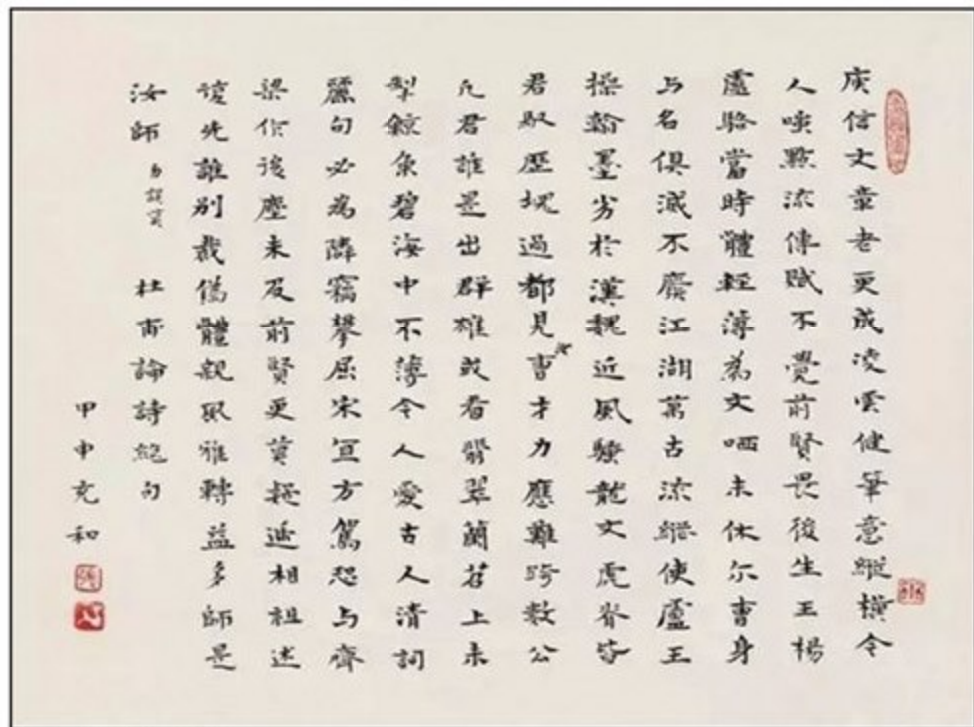 庾信文章老更成凌雲健筆意縱橫今
人嗤點流傳賦不覺前賢畏後生王楊
盧駱當時體輕薄為文哂未休尔曹身
与名俱滅不廢江湖萬古流縱使盧王
操翰墨劣於漢魏近風騷龍文虎脊皆
君馭歷塊過都見尔曹才力應難跨數公
凡君誰是出群雄或看翡翠蘭苕上未
掣鯨魚碧海中不薄今人愛古人清詞
麗句必為隣竊攀屈宋宜方駕恐与齊
梁作後塵未及前賢更莫疑遞相祖述
復先誰別裁偽體親風雅轉益多師是
汝師 杜甫論詩絕句
甲申充和